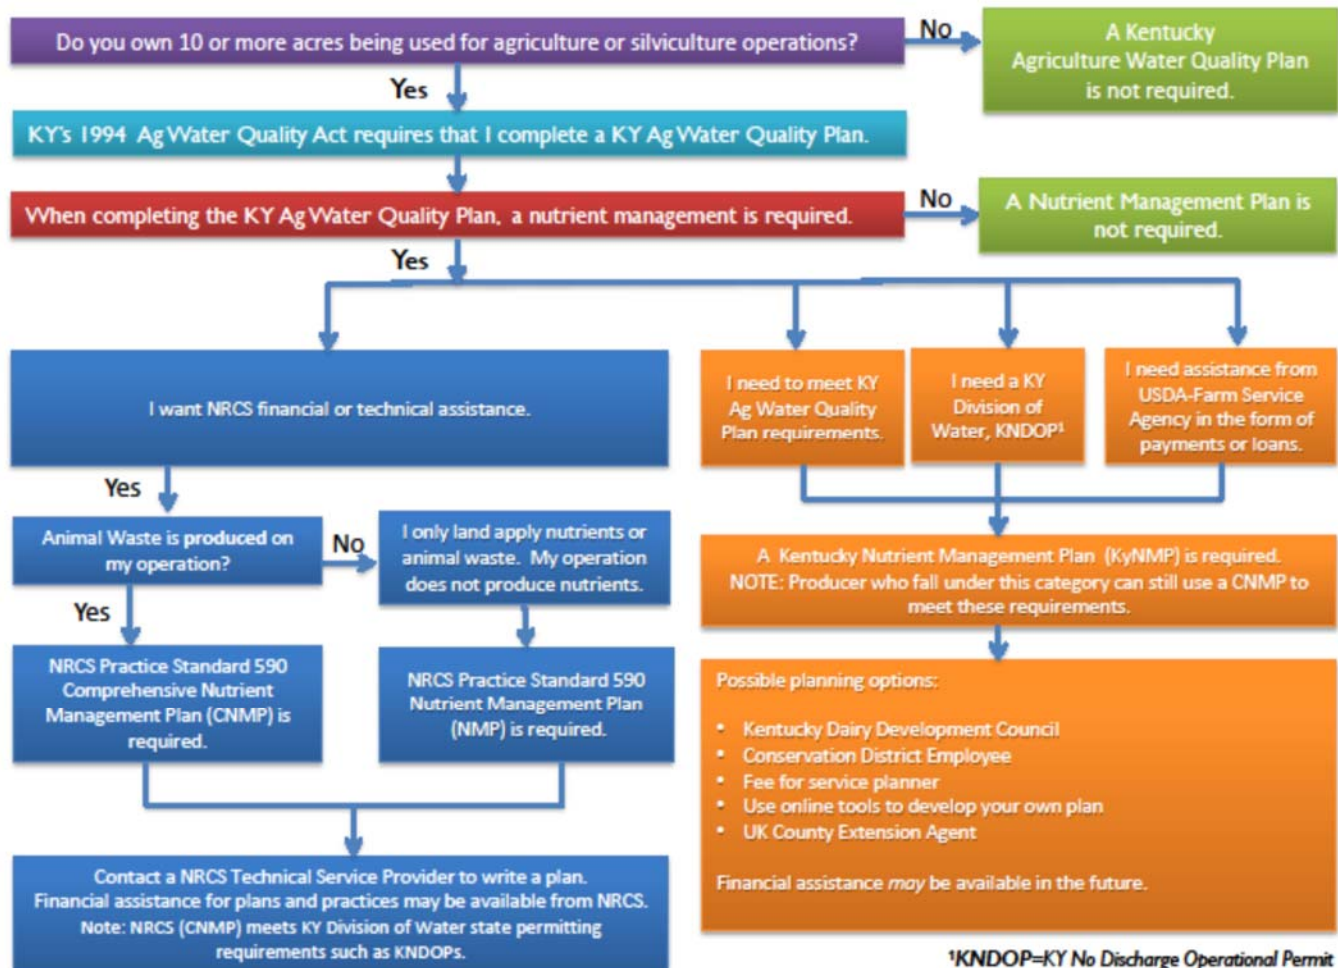 Do you own 10 or more acres being used for agriculture or silviculture operations?
No
A Kentucky
Agriculture Water Quality Plan
is not required.
Yes
KY's 1994 Ag Water Quality Act requires that I complete a KY Ag Water Quality Plan.
When completing the KY Ag Water Quality Plan, a nutrient management is required.
No
A Nutrient Management Plan is
not required.
Yes
I want NRCS financial or technical assistance.
I need to meet KY
Ag Water Quality
Plan requirements.
I need a KY
Division of
Water, KNDOP¹
I need assistance from
USDA-Farm Service
Agency in the form of
payments or loans.
Yes
Animal Waste is produced on
my operation?
No
I only land apply nutrients or
animal waste. My operation
does not produce nutrients.
A Kentucky Nutrient Management Plan (KyNMP) is required.
NOTE: Producer who fall under this category can still use a CNMP to
meet these requirements.
Yes
NRCS Practice Standard 590
Comprehensive Nutrient
Management Plan (CNMP) is
required.
NRCS Practice Standard 590
Nutrient Management Plan
(NMP) is required.
Possible planning options:
• Kentucky Dairy Development Council
• Conservation District Employee
• Fee for service planner
• Use online tools to develop your own plan
• UK County Extension Agent
Financial assistance may be available in the future.
Contact a NRCS Technical Service Provider to write a plan.
Financial assistance for plans and practices may be available from NRCS.
Note: NRCS (CNMP) meets KY Division of Water state permitting
requirements such as KNDOPs.
¹KNDOP=KY No Discharge Operational Permit